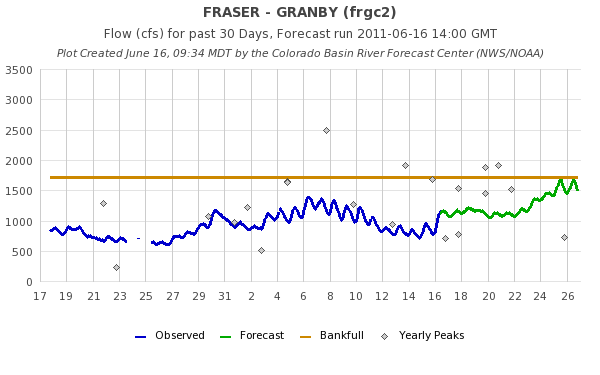 FRASER - GRANBY (frgc2)
Flow (cfs) for past 30 Days, Forecast run 2011-06-16 14:00 GMT
Plot Created June 16, 09:34 MDT by the Colorado Basin River Forecast Center (NWS/NOAA)
3500
3000
2500
2000
1500
1000
500
0
17 19 21 23 25 27 29 31 2 4 6 8 10 12 14 16 18 20 22 24 26
Observed Forecast Bankfull Yearly Peaks